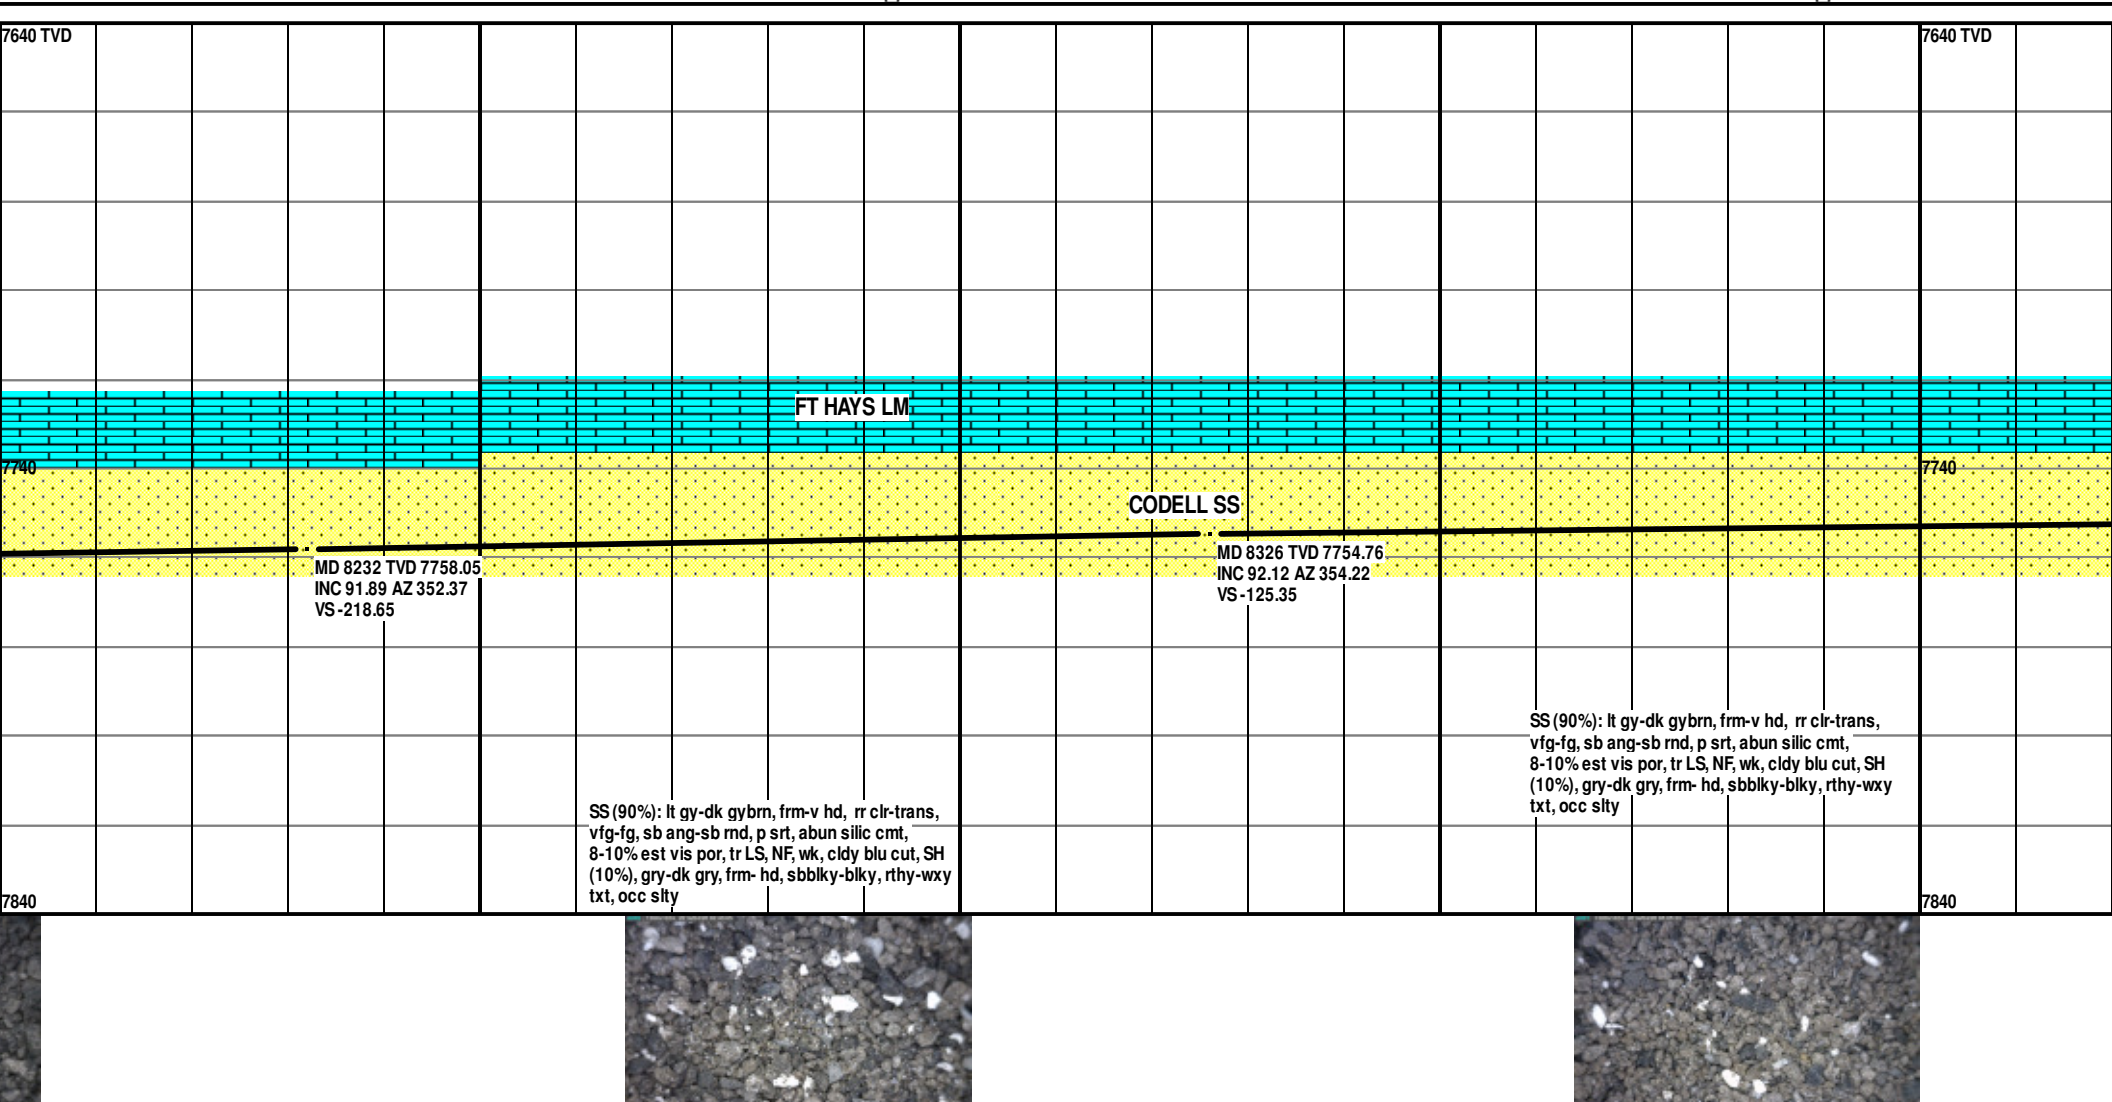 7640 TVD
7640 TVD
FT HAYS LM
7740
7740
CODELL SS
MD 8232 TVD 7758.05
INC 91.89 AZ 352.37
VS -218.65
MD 8326 TVD 7754.76
INC 92.12 AZ 354.22
VS -125.35
SS (90%): lt gy-dk gybrn, frm-v hd, rr clr-trans,
vfg-fg, sb ang-sb rnd, p srt, abun silic cmt,
8-10% est vis por, tr LS, NF, wk, cldy blu cut, SH
(10%), gry-dk gry, frm- hd, sbblky-blky, rthy-wxy
txt, occ slty
SS (90%): lt gy-dk gybrn, frm-v hd, rr clr-trans,
vfg-fg, sb ang-sb rnd, p srt, abun silic cmt,
8-10% est vis por, tr LS, NF, wk, cldy blu cut, SH
(10%), gry-dk gry, frm- hd, sbblky-blky, rthy-wxy
txt, occ slty
7840
7840